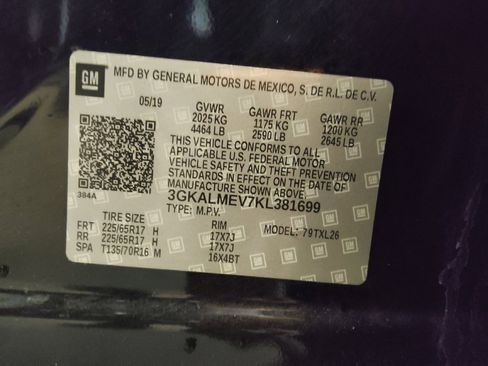 GM MFD BY GENERAL MOTORS DE MEXICO, S. DE R.L. DE C.V.
05/19 GVWR GAWR FRT GAWR RR
2025 KG 1175 KG 1200 KG
4464 LB 2590 LB 2645 LB
THIS VEHICLE CONFORMS TO ALL
APPLICABLE U.S. FEDERAL MOTOR
VEHICLE SAFETY AND THEFT
PREVENTION STANDARDS IN
EFFECT ON THE DATE OF
MANUFACTURE SHOWN ABOVE.
384A 3GKALMEV7KL381699
TYPE: M.P.V. MODEL: 79TXL26
TIRE SIZE RIM
FRT 225/65R17 H 17X7J
RR 225/65R17 H 17X7J
SPA T135/70R16 M 16X4BT